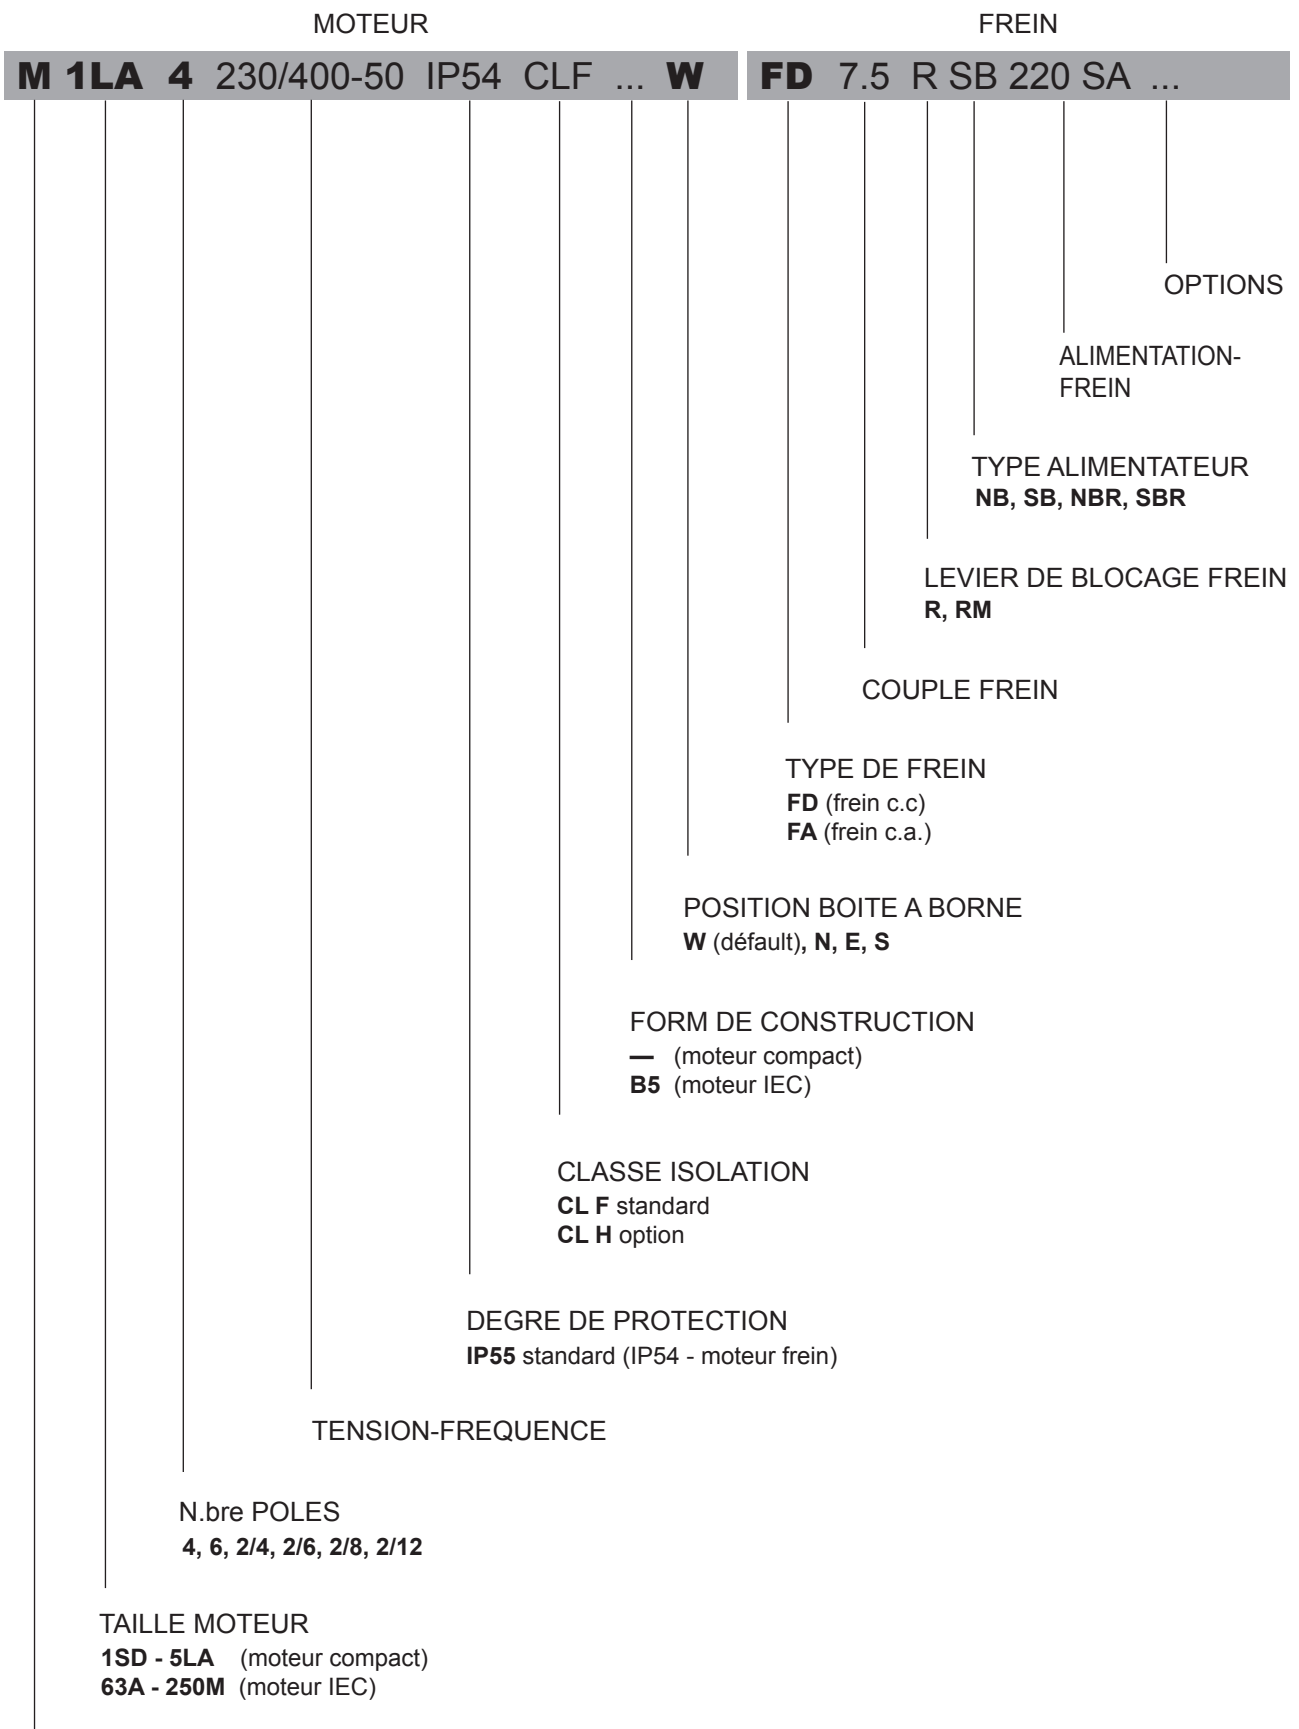 MOTEUR FREIN
M 1LA 4 230/400-50 IP54 CLF ... W FD 7.5 R SB 220 SA ...
OPTIONS
ALIMENTATION-
FREIN
TYPE ALIMENTATEUR
NB, SB, NBR, SBR
LEVIER DE BLOCAGE FREIN
R, RM
COUPLE FREIN
TYPE DE FREIN
FD (frein c.c)
FA (frein c.a.)
POSITION BOITE A BORNE
W (défault), N, E, S
FORM DE CONSTRUCTION
— (moteur compact)
B5 (moteur IEC)
CLASSE ISOLATION
CL F standard
CL H option
DEGRE DE PROTECTION
IP55 standard (IP54 - moteur frein)
TENSION-FREQUENCE
N.bre POLES
4, 6, 2/4, 2/6, 2/8, 2/12
TAILLE MOTEUR
1SD - 5LA (moteur compact)
63A - 250M (moteur IEC)